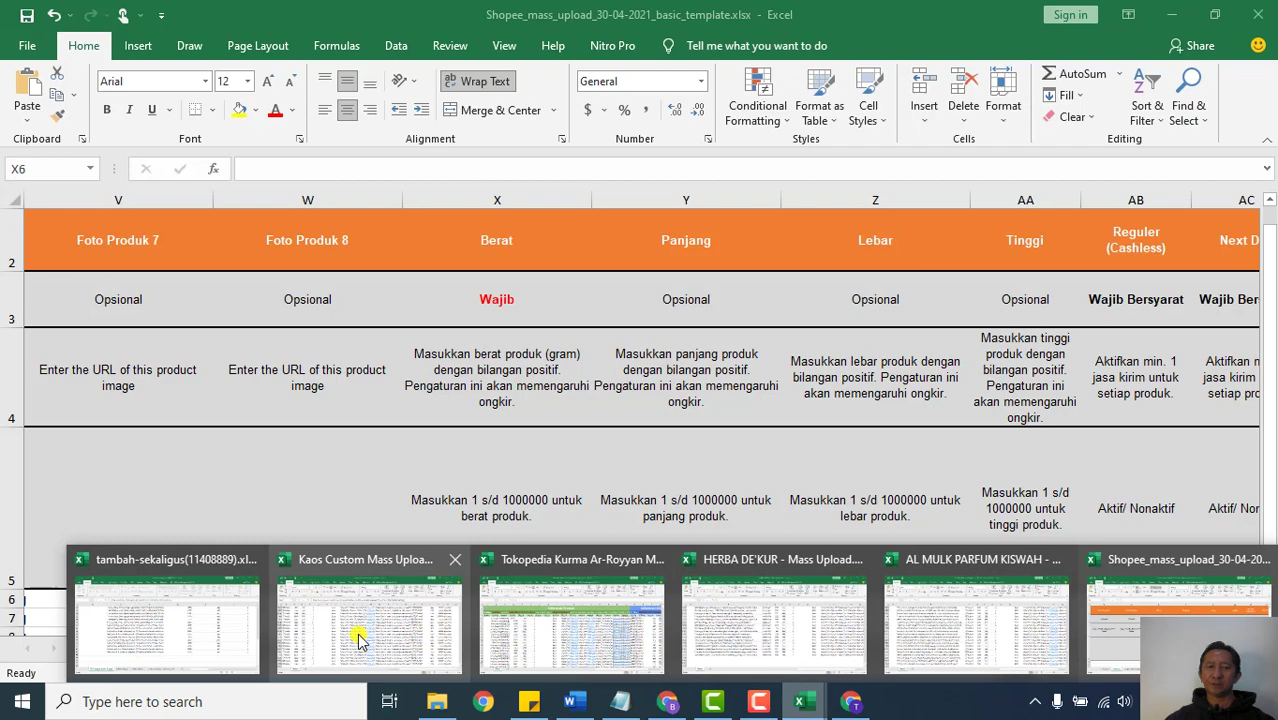 Shopee_mass_upload_30-04-2021_basic_template.xlsx - Excel
Sign in
File Home Insert Draw Page Layout Formulas Data Review View Help Nitro Pro Tell me what you want to do Share
Paste
Clipboard
Arial 12
B I U
Font
Wrap Text
Merge & Center
Alignment
General
$ % ,
Number
Conditional Formatting
Format as Table
Cell Styles
Styles
Insert
Delete
Format
Cells
AutoSum
Fill
Clear
Sort & Filter
Find & Select
Editing
X6
fx
V W X Y Z AA AB AC
2
Foto Produk 7
Foto Produk 8
Berat
Panjang
Lebar
Tinggi
Reguler
(Cashless)
Next D
3
Opsional
Opsional
Wajib
Opsional
Opsional
Opsional
Wajib Bersyarat
Wajib Ber
4
Enter the URL of this product
image
Enter the URL of this product
image
Masukkan berat produk (gram)
dengan bilangan positif.
Pengaturan ini akan memengaruhi
ongkir.
Masukkan panjang produk
dengan bilangan positif.
Pengaturan ini akan memengaruhi
ongkir.
Masukkan lebar produk dengan
bilangan positif. Pengaturan ini
akan memengaruhi ongkir.
Masukkan tinggi
produk dengan
bilangan positif.
Pengaturan ini
akan memengaruhi
ongkir.
Aktifkan min. 1
jasa kirim untuk
setiap produk.
Aktifkan
jasa kirim
setiap pro
5
Masukkan 1 s/d 1000000 untuk
berat produk.
Masukkan 1 s/d 1000000 untuk
panjang produk.
Masukkan 1 s/d 1000000 untuk
lebar produk.
Masukkan 1 s/d
1000000 untuk
tinggi produk.
Aktif/ Nonaktif
Aktif/ Non
6
7
tambah-sekaligus(11408889).xl...
Kaos Custom Mass Uploa...
Tokopedia Kurma Ar-Royyan M...
HERBA DE'KUR - Mass Upload....
AL MULK PARFUM KISWAH - ...
Shopee_mass_upload_30-04-20...
Ready
Type here to search